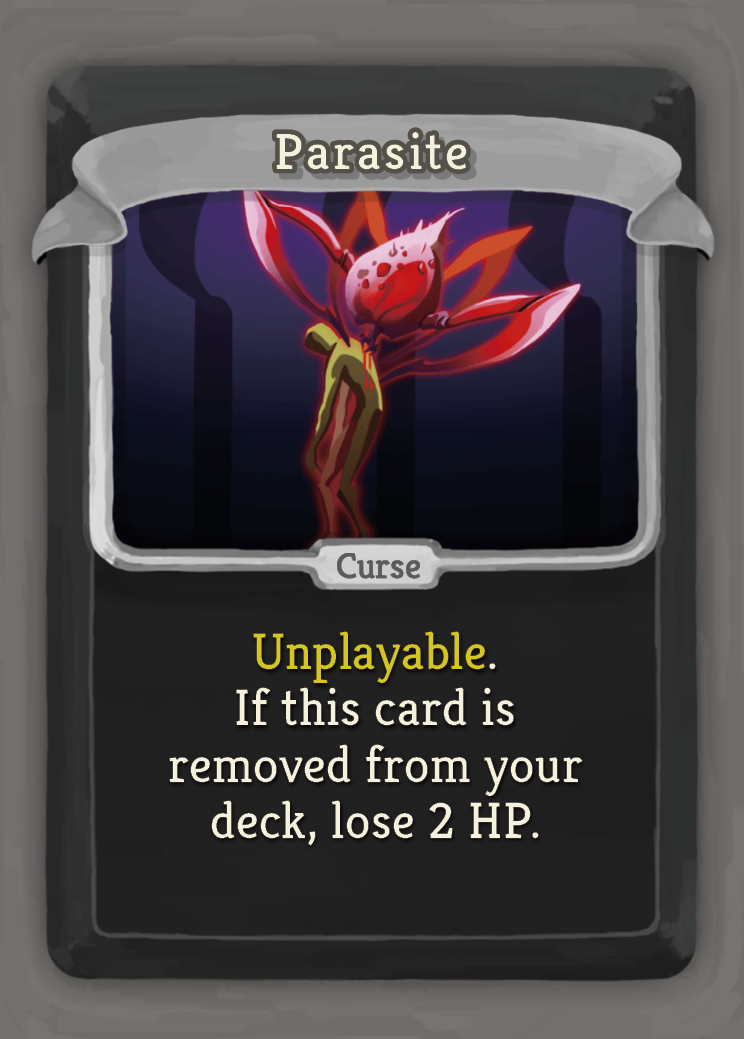 Parasite
Curse
Unplayable.
If this card is
removed from your
deck, lose 2 HP.